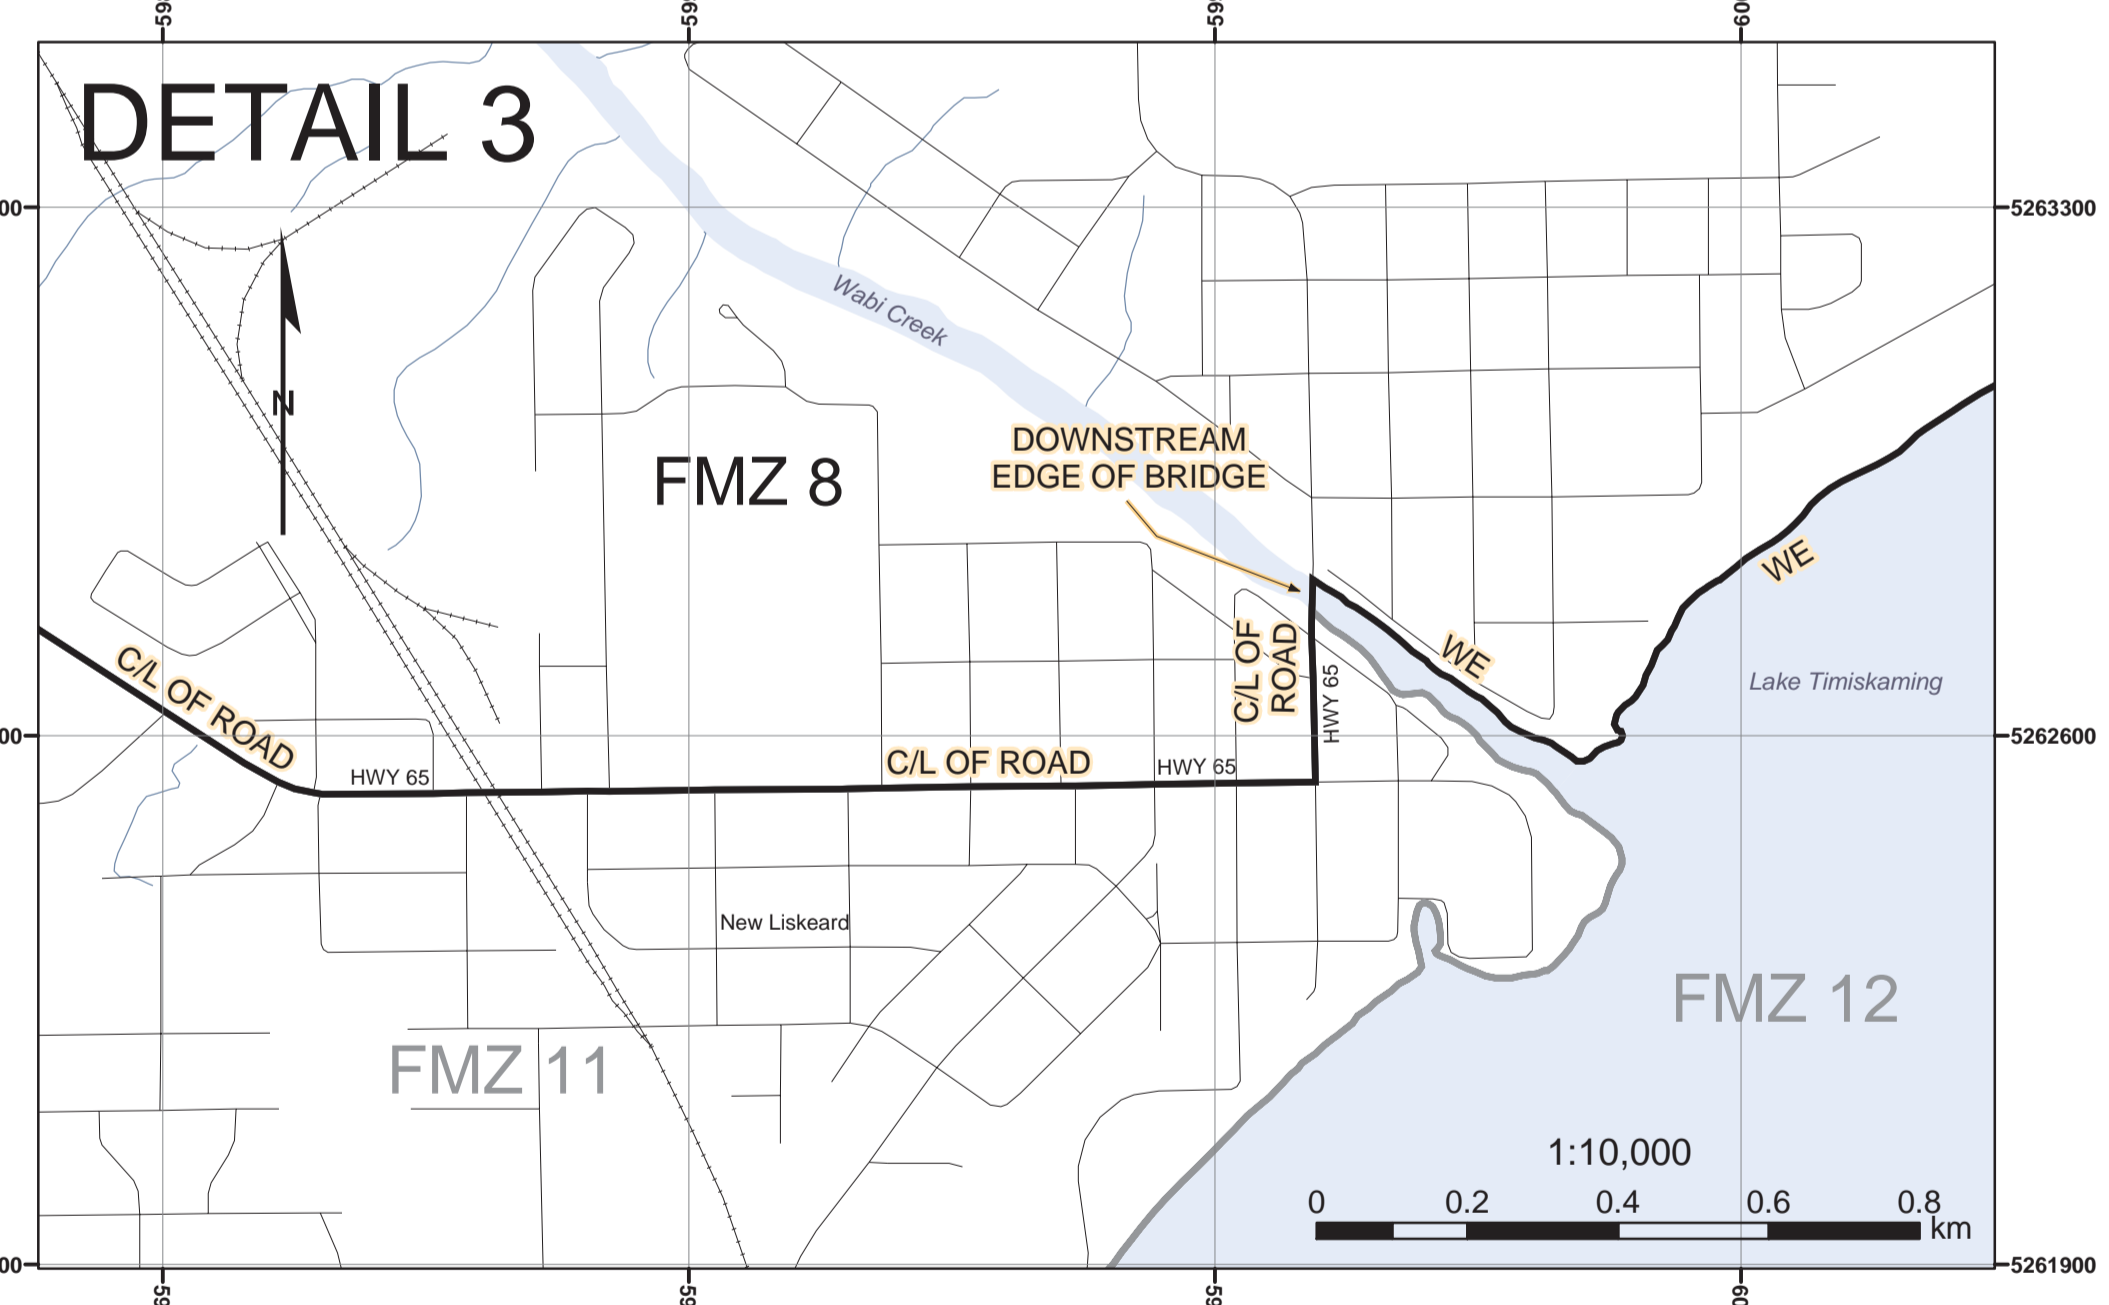 DETAIL 3
5263300
N
Wabi Creek
DOWNSTREAM
EDGE OF BRIDGE
FMZ 8
WE
WE
C/L OF
ROAD
HWY 65
C/L OF ROAD
Lake Timiskaming
5262600
HWY 65
C/L OF ROAD
HWY 65
New Liskeard
FMZ 12
FMZ 11
1:10,000
0 0.2 0.4 0.6 0.8
km
5261900